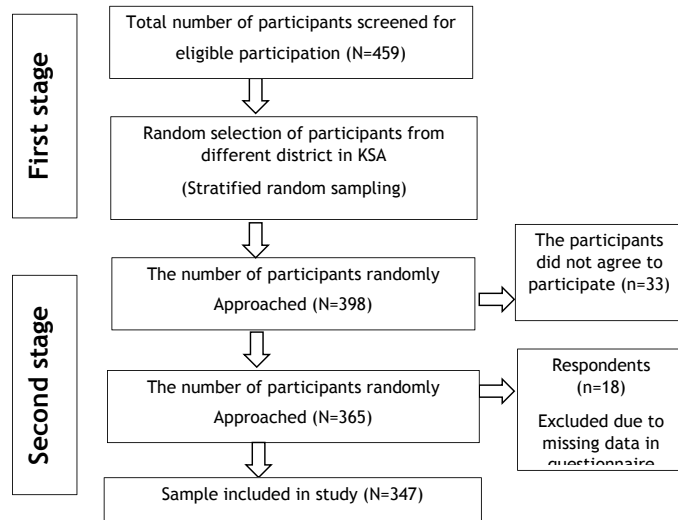 First stage
Total number of participants screened for
eligible participation (N=459)
Random selection of participants from
different district in KSA
(Stratified random sampling)
Second stage
The number of participants randomly
Approached (N=398)
The participants
did not agree to
participate (n=33)
The number of participants randomly
Approached (N=365)
Respondents
(n=18)
Excluded due to
missing data in
questionnaire
Sample included in study (N=347)